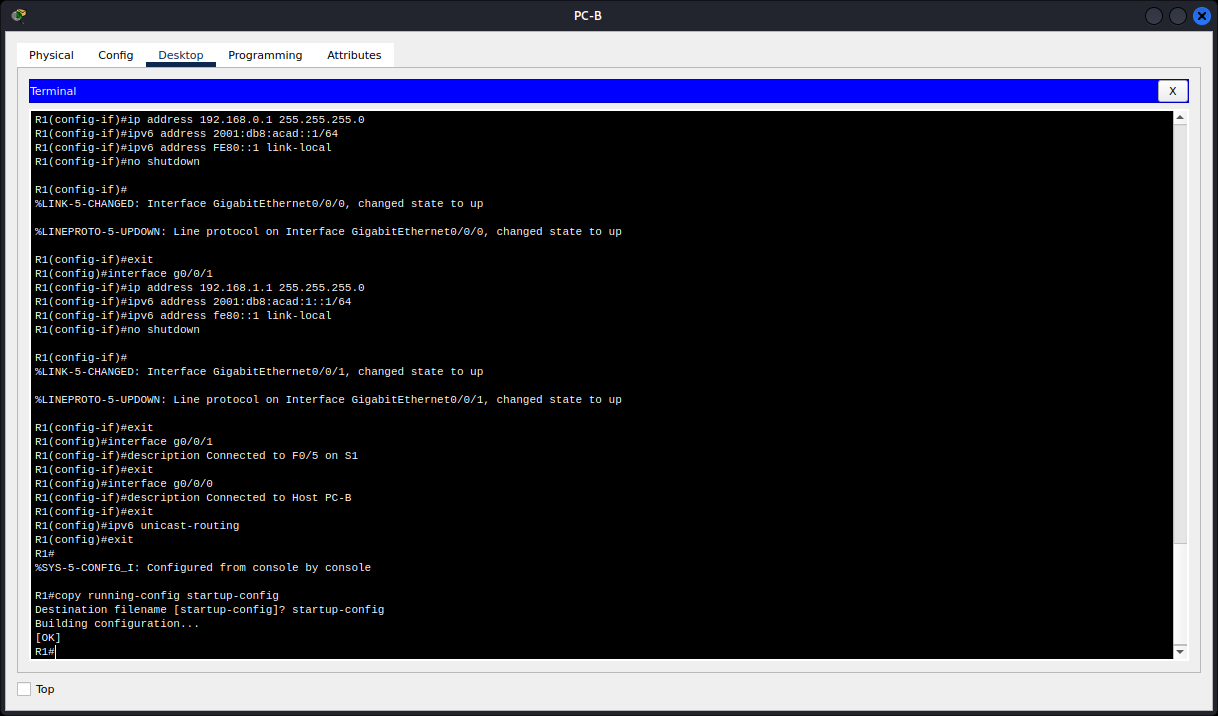 PC-B
Physical Config Desktop Programming Attributes
Terminal X
R1(config-if)#ip address 192.168.0.1 255.255.255.0
R1(config-if)#ipv6 address 2001:db8:acad::1/64
R1(config-if)#ipv6 address FE80::1 link-local
R1(config-if)#no shutdown
R1(config-if)#
%LINK-5-CHANGED: Interface GigabitEthernet0/0/0, changed state to up
%LINEPROTO-5-UPDOWN: Line protocol on Interface GigabitEthernet0/0/0, changed state to up
R1(config-if)#exit
R1(config)#interface g0/0/1
R1(config-if)#ip address 192.168.1.1 255.255.255.0
R1(config-if)#ipv6 address 2001:db8:acad:1::1/64
R1(config-if)#ipv6 address fe80::1 link-local
R1(config-if)#no shutdown
R1(config-if)#
%LINK-5-CHANGED: Interface GigabitEthernet0/0/1, changed state to up
%LINEPROTO-5-UPDOWN: Line protocol on Interface GigabitEthernet0/0/1, changed state to up
R1(config-if)#exit
R1(config)#interface g0/0/1
R1(config-if)#description Connected to F0/5 on S1
R1(config-if)#exit
R1(config)#interface g0/0/0
R1(config-if)#description Connected to Host PC-B
R1(config-if)#exit
R1(config)#ipv6 unicast-routing
R1(config)#exit
R1#
%SYS-5-CONFIG_I: Configured from console by console
R1#copy running-config startup-config
Destination filename [startup-config]? startup-config
Building configuration...
[OK]
R1#
Top